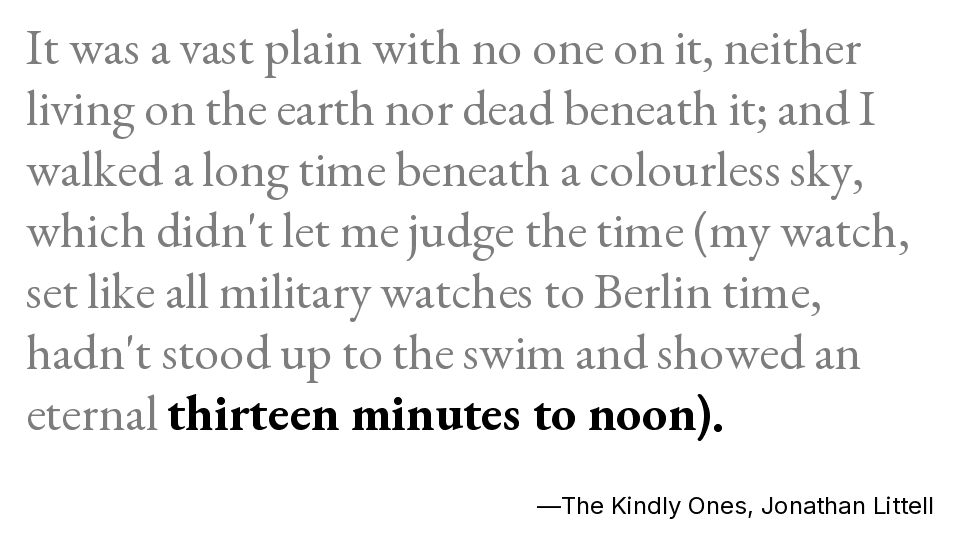 It was a vast plain with no one on it, neither
living on the earth nor dead beneath it; and I
walked a long time beneath a colourless sky,
which didn't let me judge the time (my watch,
set like all military watches to Berlin time,
hadn't stood up to the swim and showed an
eternal thirteen minutes to noon).
—The Kindly Ones, Jonathan Littell